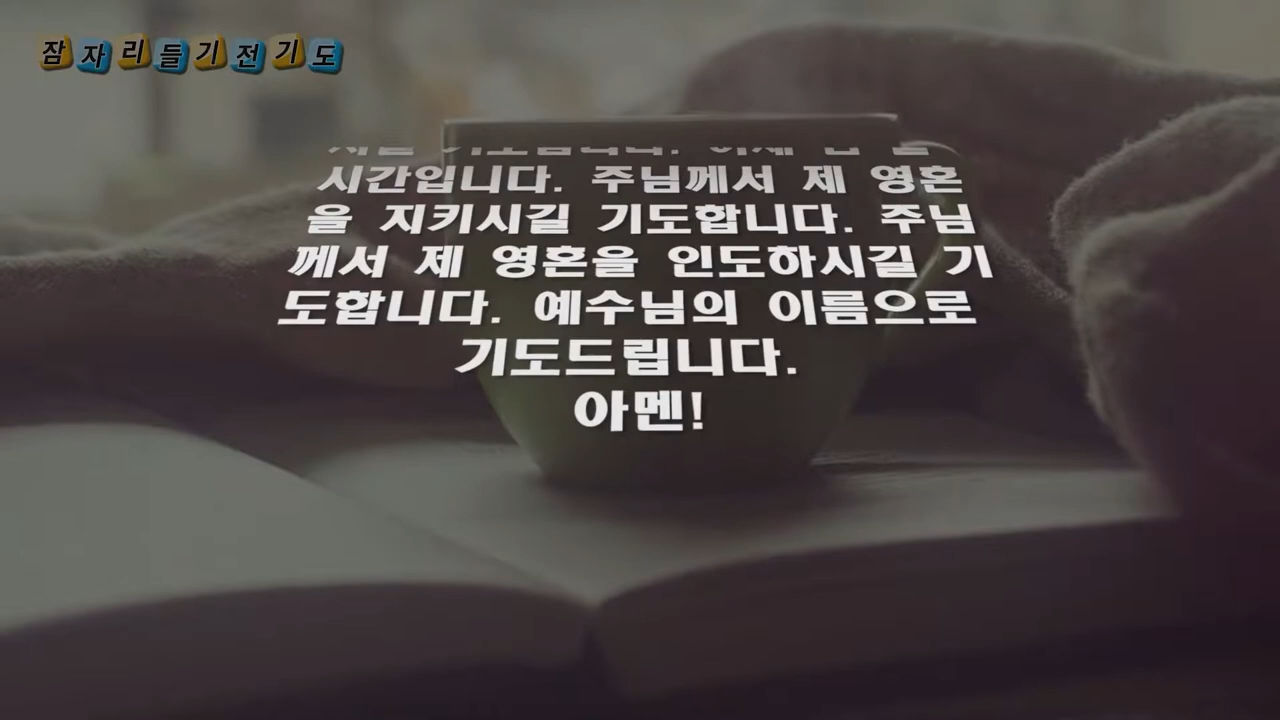 잠자리들기전기도
시간입니다. 주님께서 제 영혼
을 지키시길 기도합니다. 주님
께서 제 영혼을 인도하시길 기
도합니다. 예수님의 이름으로
기도드립니다.
아멘!